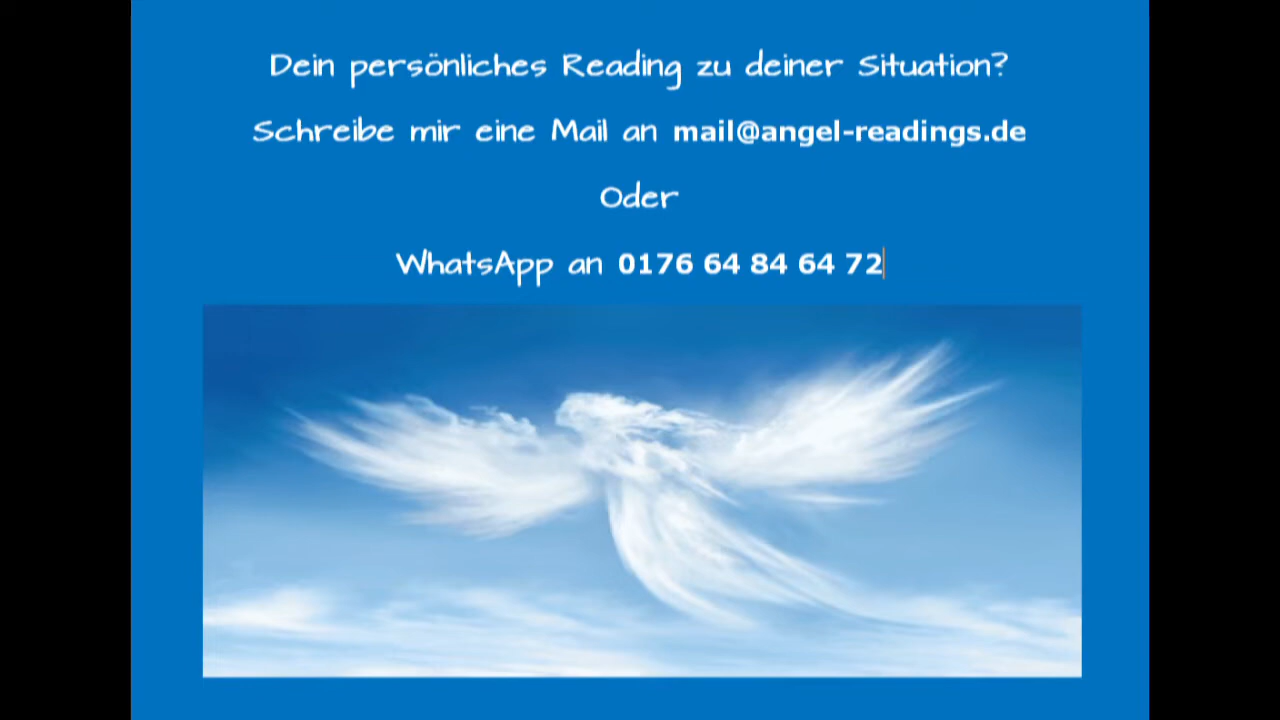 Dein persönliches Reading zu deiner Situation?
Schreibe mir eine Mail an mail@angel-readings.de
Oder
WhatsApp an 0176 64 84 64 72